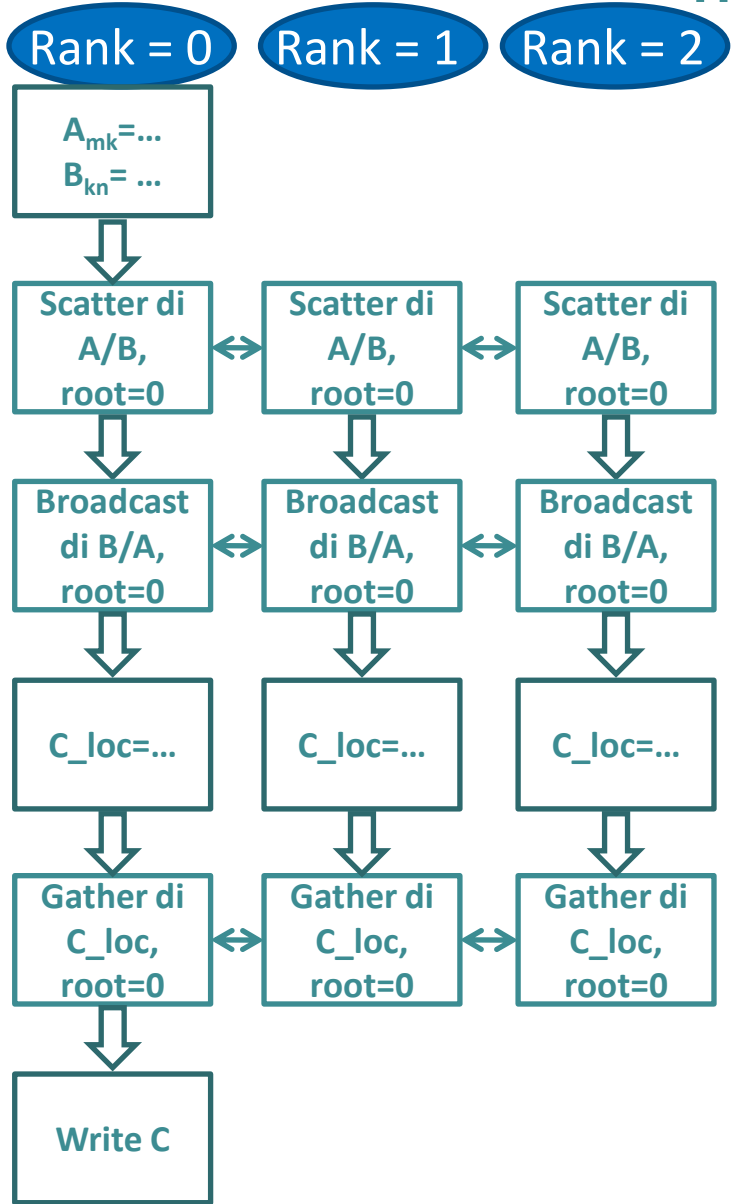 Rank = 0
Rank = 1
Rank = 2
A_mk=...
B_kn= ...
Scatter di
A/B,
root=0
Scatter di
A/B,
root=0
Scatter di
A/B,
root=0
Broadcast
di B/A,
root=0
Broadcast
di B/A,
root=0
Broadcast
di B/A,
root=0
C_loc=...
C_loc=...
C_loc=...
Gather di
C_loc,
root=0
Gather di
C_loc,
root=0
Gather di
C_loc,
root=0
Write C